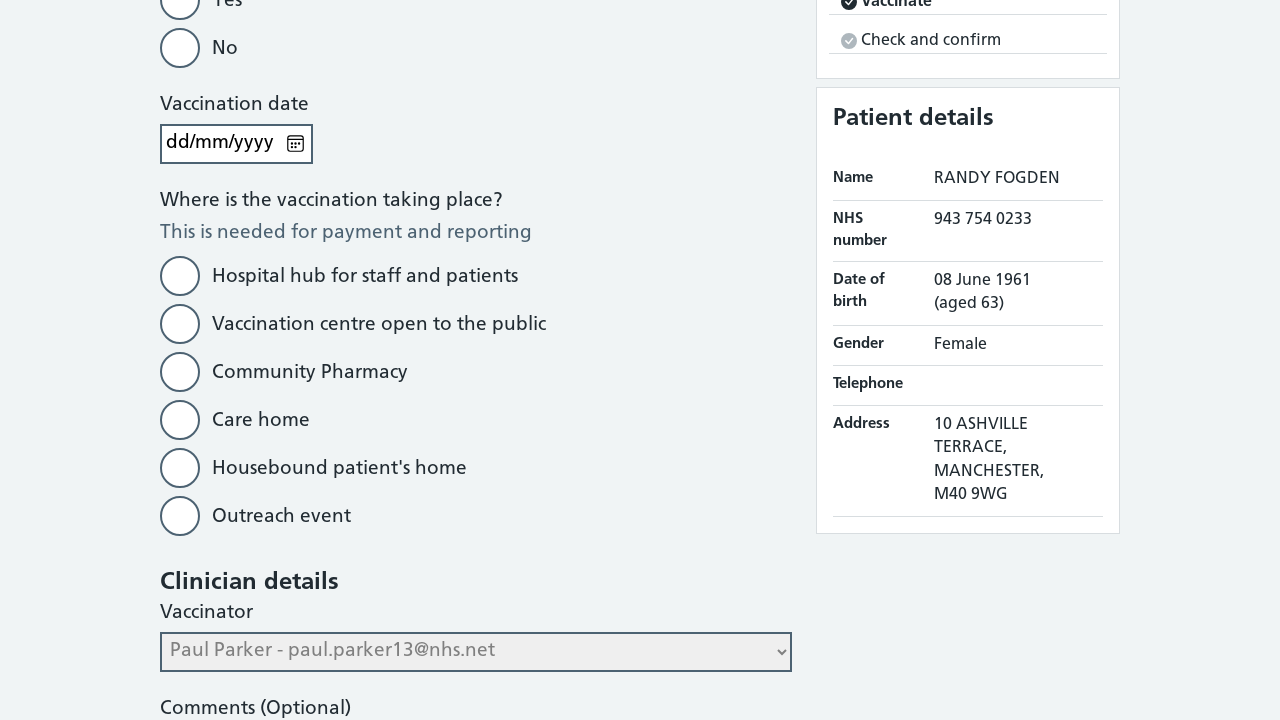 Yes
No
Vaccination date
dd/mm/yyyy
Where is the vaccination taking place?
This is needed for payment and reporting
Hospital hub for staff and patients
Vaccination centre open to the public
Community Pharmacy
Care home
Housebound patient's home
Outreach event
Clinician details
Vaccinator
Paul Parker - paul.parker13@nhs.net
Comments (Optional)
Vaccinate
Check and confirm
Patient details
Name RANDY FOGDEN
NHS number 943 754 0233
Date of birth 08 June 1961
(aged 63)
Gender Female
Telephone
Address 10 ASHVILLE
TERRACE,
MANCHESTER,
M40 9WG